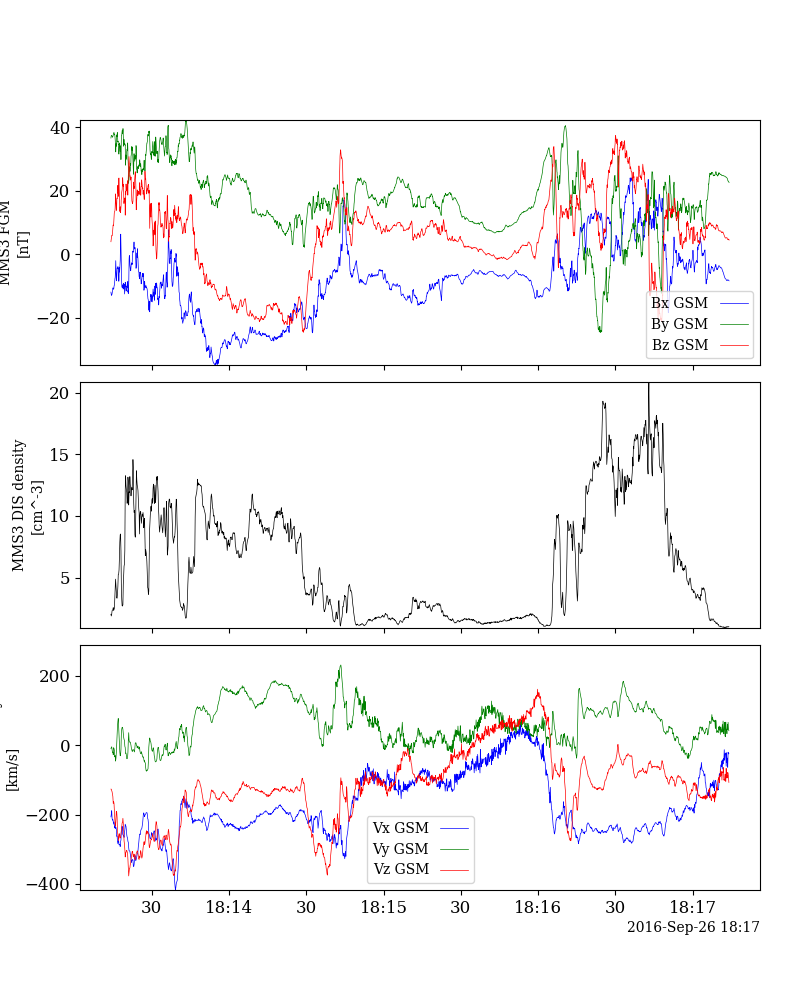 40
20
0
−20
MMS3 FGM
[nT]
Bx GSM
By GSM
Bz GSM
20
15
10
5
MMS3 DIS density
[cm^-3]
200
0
−200
−400
[km/s]
Vx GSM
Vy GSM
Vz GSM
30 18:14 30 18:15 30 18:16 30 18:17
2016-Sep-26 18:17